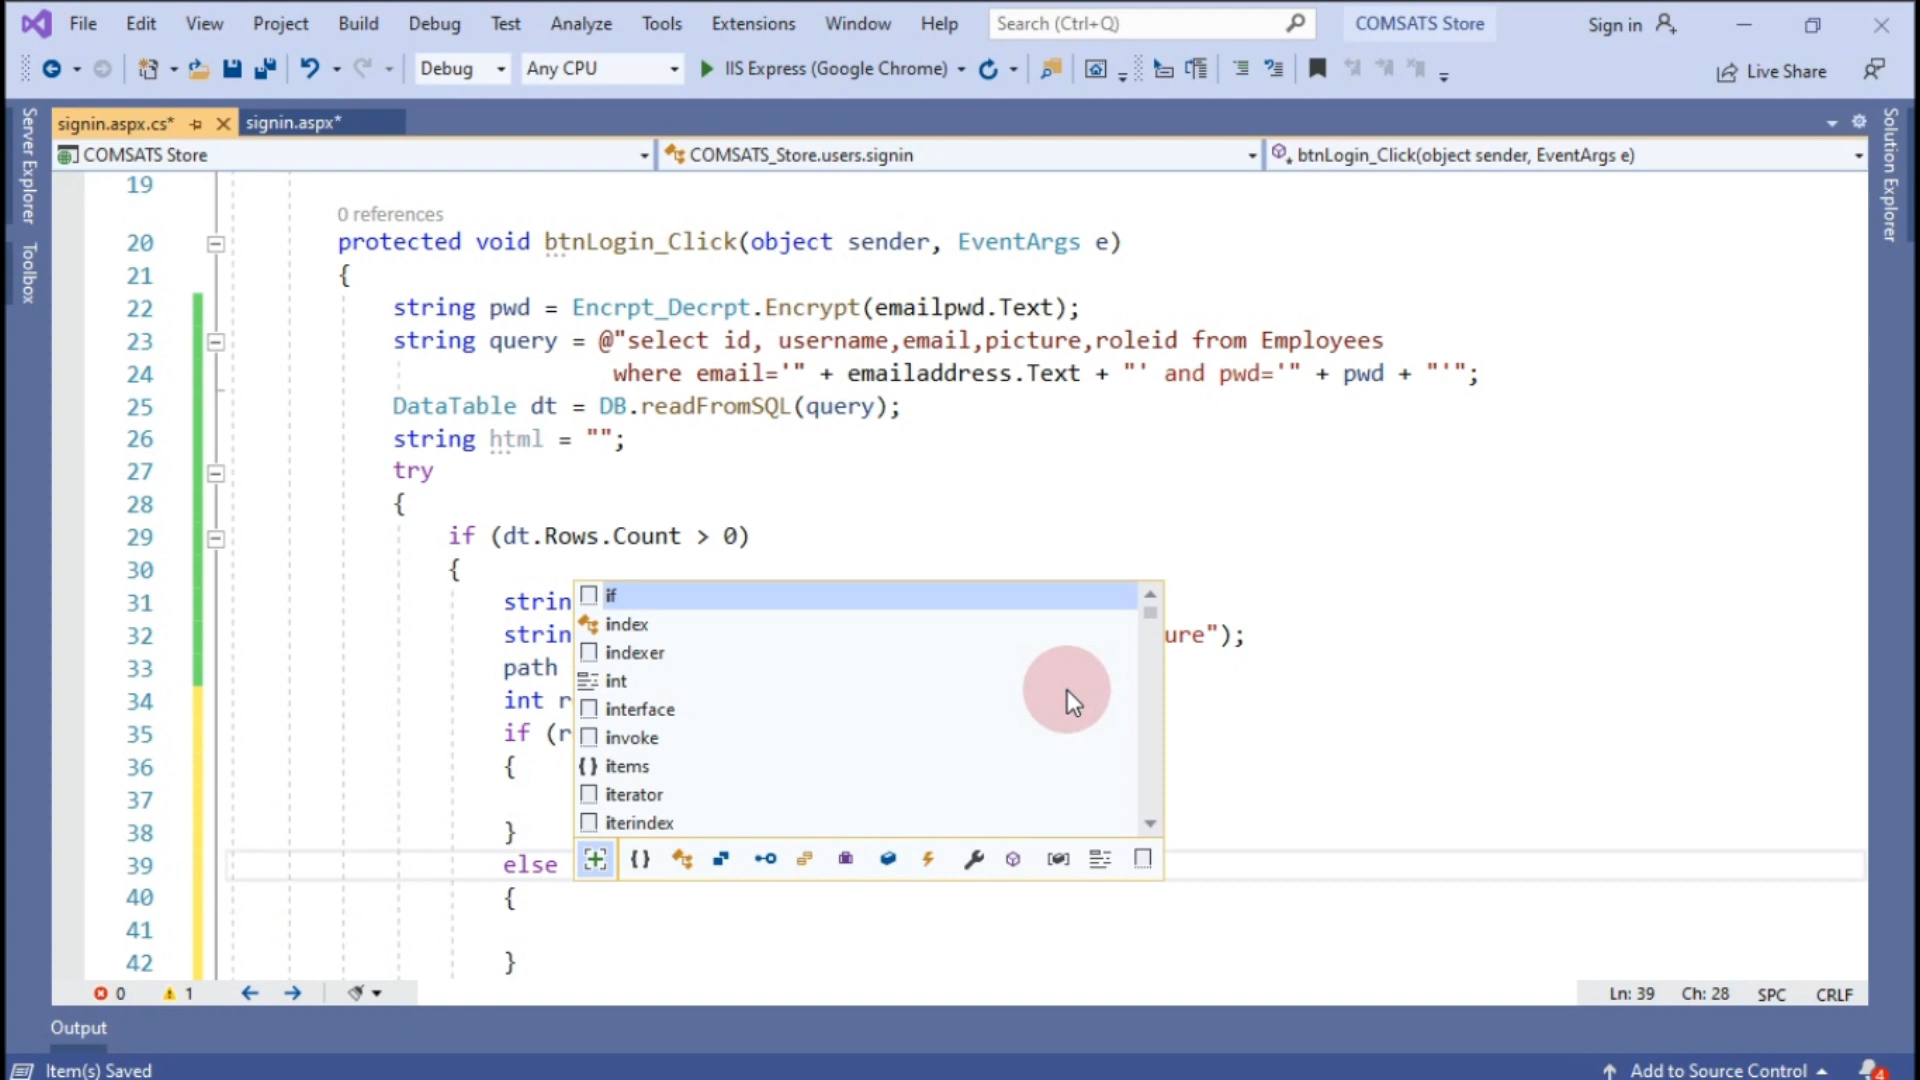 File Edit View Project Build Debug Test Analyze Tools Extensions Window Help Search (Ctrl+Q) COMSATS Store Sign in
Debug Any CPU IIS Express (Google Chrome) Live Share
signin.aspx.cs* signin.aspx*
COMSATS Store COMSATS_Store.users.signin btnLogin_Click(object sender, EventArgs e)
Server Explorer
Toolbox
Solution Explorer
19
0 references
20 protected void btnLogin_Click(object sender, EventArgs e)
21 {
22 string pwd = Encrpt_Decrpt.Encrypt(emailpwd.Text);
23 string query = @"select id, username,email,picture,roleid from Employees
24 where email='" + emailaddress.Text + "' and pwd='" + pwd + "'";
25 DataTable dt = DB.readFromSQL(query);
26 string html = "";
27 try
28 {
29 if (dt.Rows.Count > 0)
30 {
31 strin
32 strin ure");
33 path
34 int r
35 if (r
36 {
37
38 }
39 else
40 {
41
42 }
if
index
indexer
int
interface
invoke
items
iterator
iterindex
0 1 Ln: 39 Ch: 28 SPC CRLF
Output
Item(s) Saved Add to Source Control 4